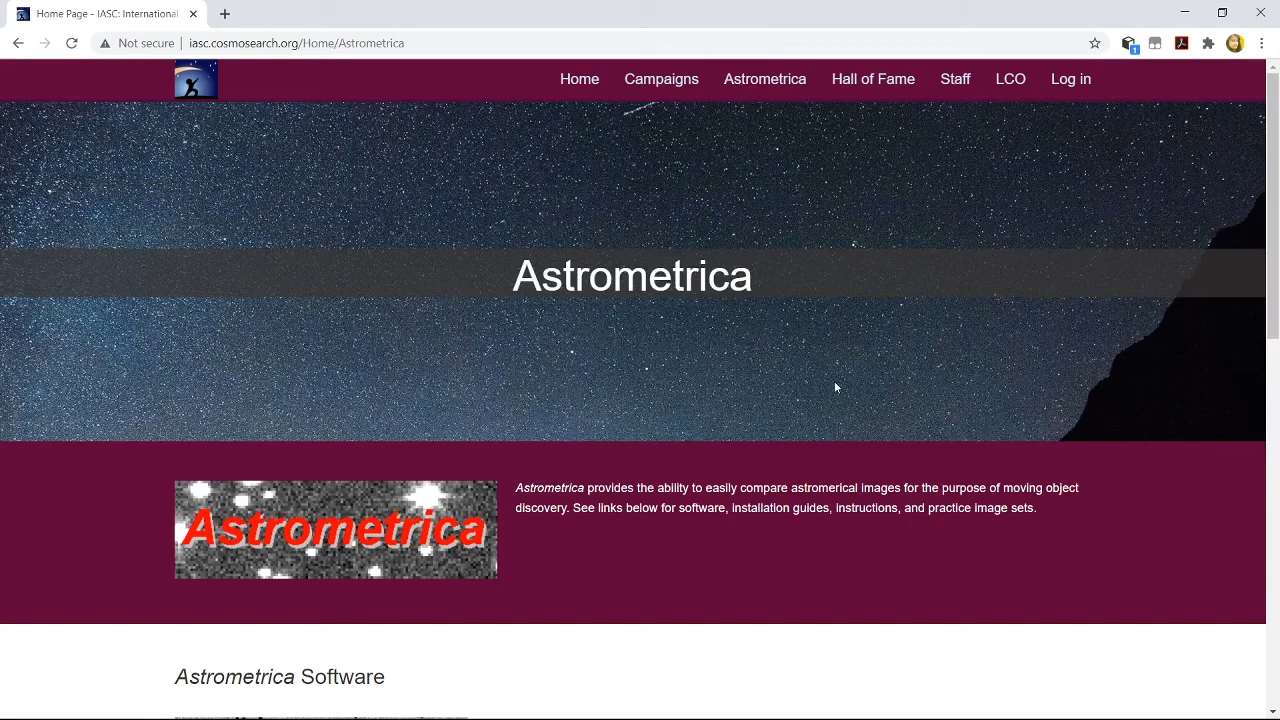 Home Page - IASC: International
Not secure
iasc.cosmosearch.org/Home/Astrometrica
1
Home Campaigns Astrometrica Hall of Fame Staff LCO Log in
Astrometrica
Astrometrica
Astrometrica provides the ability to easily compare astromerical images for the purpose of moving object
discovery. See links below for software, installation guides, instructions, and practice image sets.
Astrometrica Software